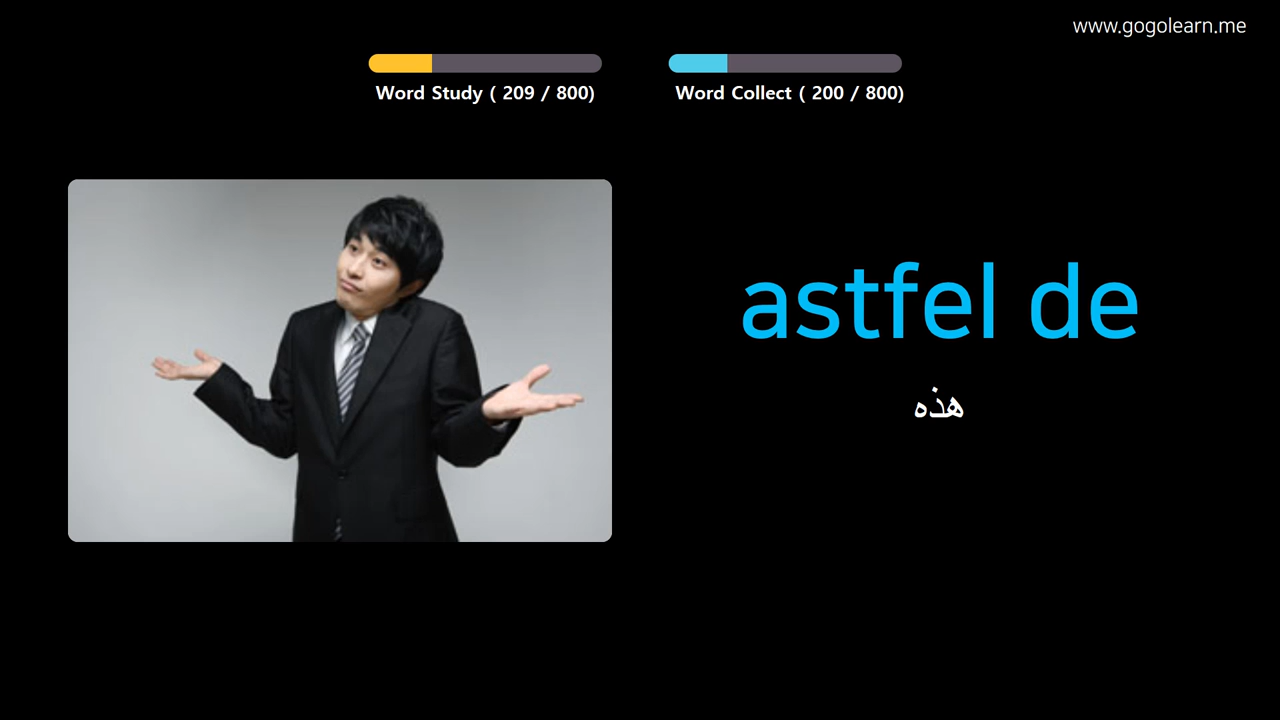 www.gogolearn.me
Word Study ( 209 / 800)
Word Collect ( 200 / 800)
astfel de
هذه